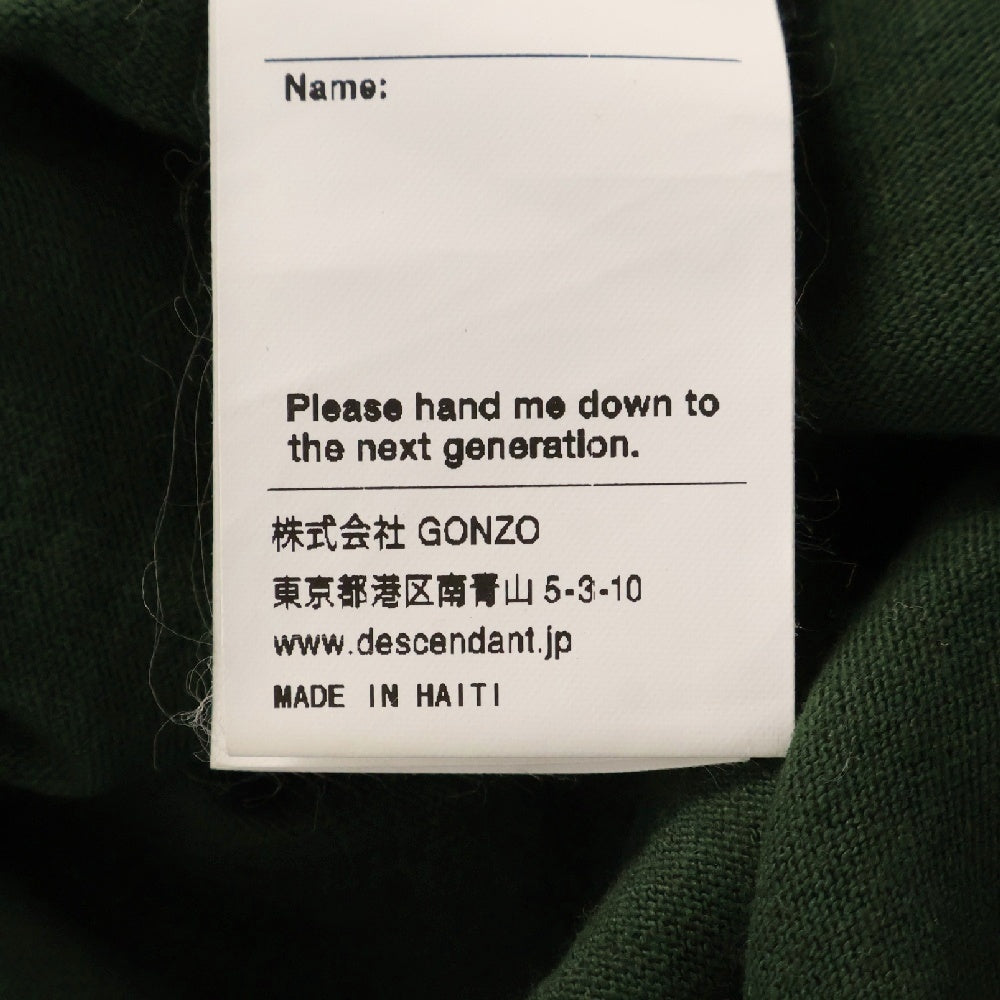 Name:
Please hand me down to
the next generation.
株式会社 GONZO
東京都港区南青山 5-3-10
www.descendant.jp
MADE IN HAITI